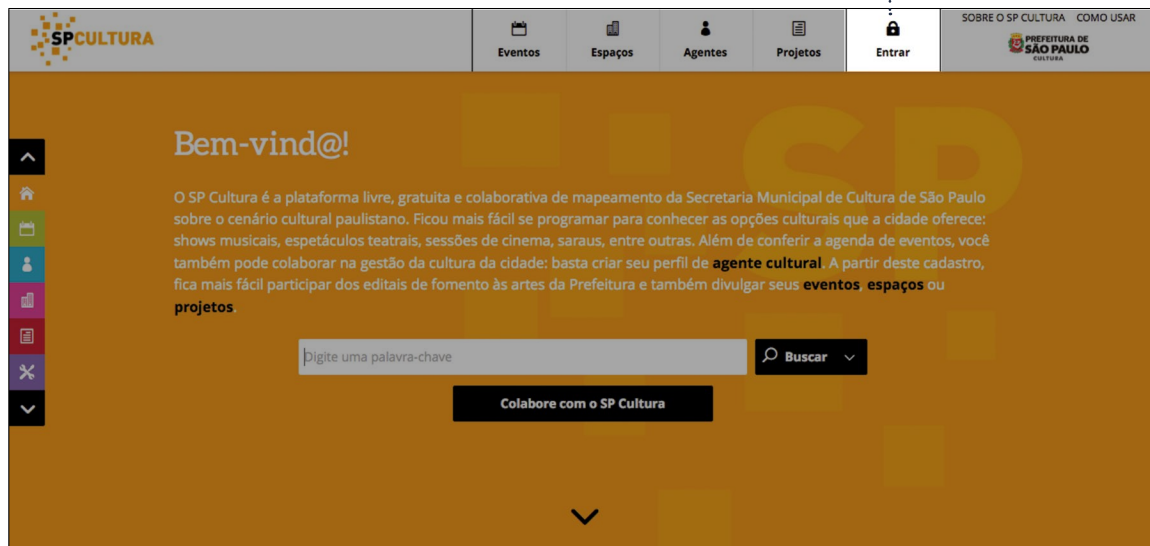 SPCULTURA
Eventos
Espaços
Agentes
Projetos
Entrar
SOBRE O SP CULTURA COMO USAR
PREFEITURA DE
SÃO PAULO
CULTURA
Bem-vind@!
O SP Cultura é a plataforma livre, gratuita e colaborativa de mapeamento da Secretaria Municipal de Cultura de São Paulo
sobre o cenário cultural paulistano. Ficou mais fácil se programar para conhecer as opções culturais que a cidade oferece:
shows musicais, espetáculos teatrais, sessões de cinema, saraus, entre outras. Além de conferir a agenda de eventos, você
também pode colaborar na gestão da cultura da cidade: basta criar seu perfil de agente cultural. A partir deste cadastro,
fica mais fácil participar dos editais de fomento às artes da Prefeitura e também divulgar seus eventos, espaços ou
projetos.
Digite uma palavra-chave
Buscar
Colabore com o SP Cultura
SP